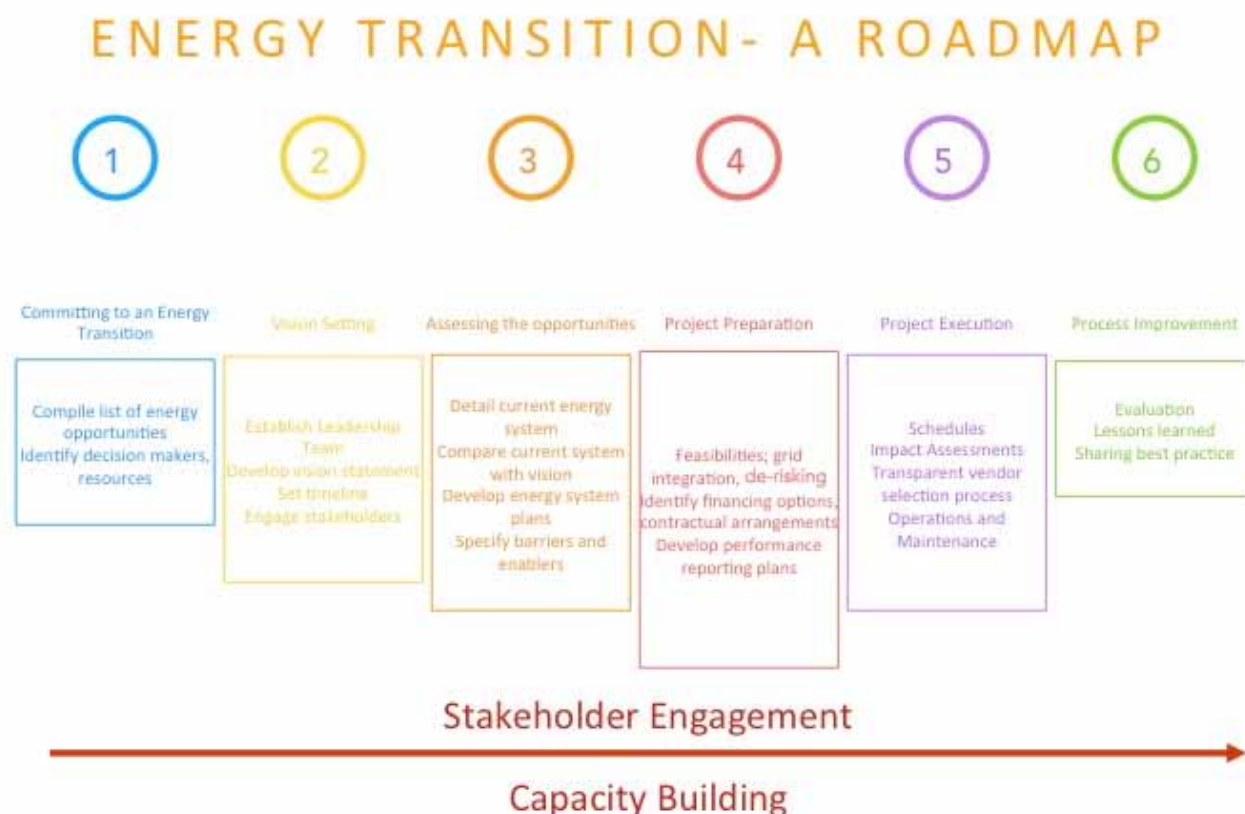 ENERGY TRANSITION- A ROADMAP
1
2
3
4
5
6
Committing to an Energy
Transition
Compile list of energy
opportunities
Identify decision makers,
resources
Vision Setting
Establish Leadership
Team
Develop vision statement
Set timeline
Engage stakeholders
Assessing the opportunities
Detail current energy
system
Compare current system
with vision
Develop energy system
plans
Specify barriers and
enablers
Project Preparation
Feasibilities; grid
integration, de-risking
Identify financing options,
contractual arrangements
Develop performance
reporting plans
Project Execution
Schedules
Impact Assessments
Transparent vendor
selection process
Operations and
Maintenance
Process Improvement
Evaluation
Lessons learned
Sharing best practice
Stakeholder Engagement
Capacity Building